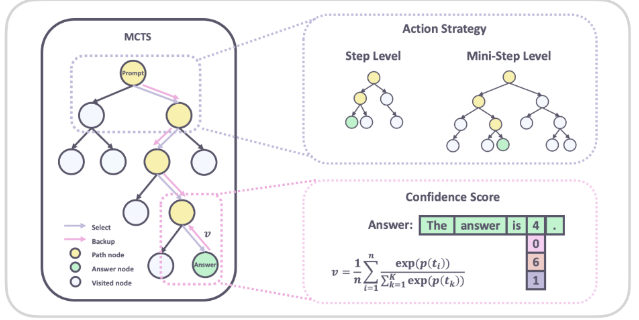 MCTS
Prompt
Select
Backup
Path node
Answer node
Visited node
v
Answer
Action Strategy
Step Level
Mini-Step Level
Confidence Score
Answer: The answer is 4 .
0
6
1
v = \frac{1}{n} \sum_{i=1}^{n} \frac{\exp(p(t_i))}{\sum_{k=1}^{K} \exp(p(t_k))}